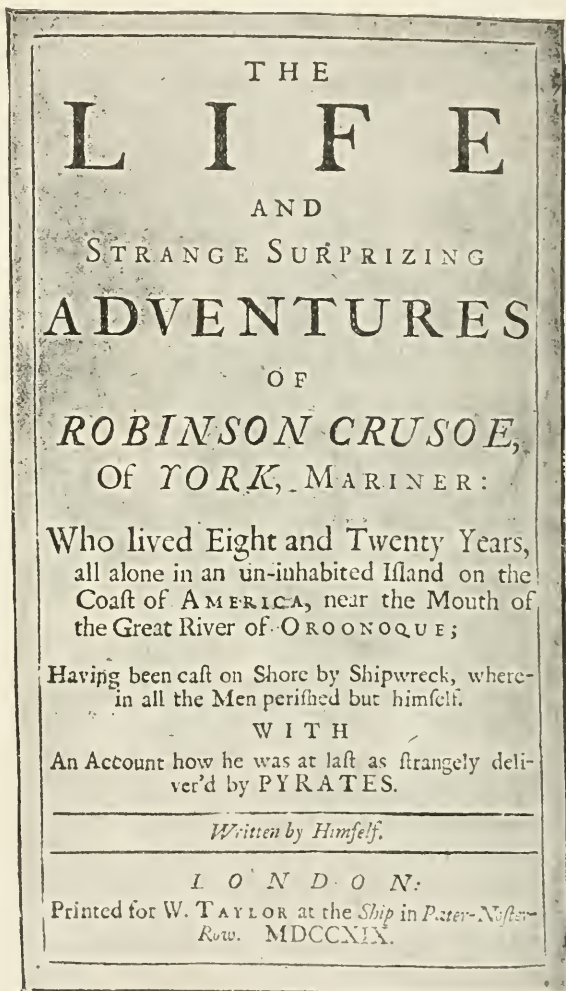 THE
LIFE
AND
STRANGE SURPRIZING
ADVENTURES
OF
ROBINSON CRUSOE,
Of YORK, MARINER:
Who lived Eight and Twenty Years,
all alone in an un-inhabited Iſland on the
Coaſt of AMERICA, near the Mouth of
the Great River of OROONOQUE;
Having been caſt on Shore by Shipwreck, where-
in all the Men periſhed but himſelf.
WITH
An Account how he was at laſt as ſtrangely deli-
ver'd by PYRATES.
Written by Himſelf.
LONDON:
Printed for W. TAYLOR at the Ship in Pater-Noſter-
Row. MDCCXIX.